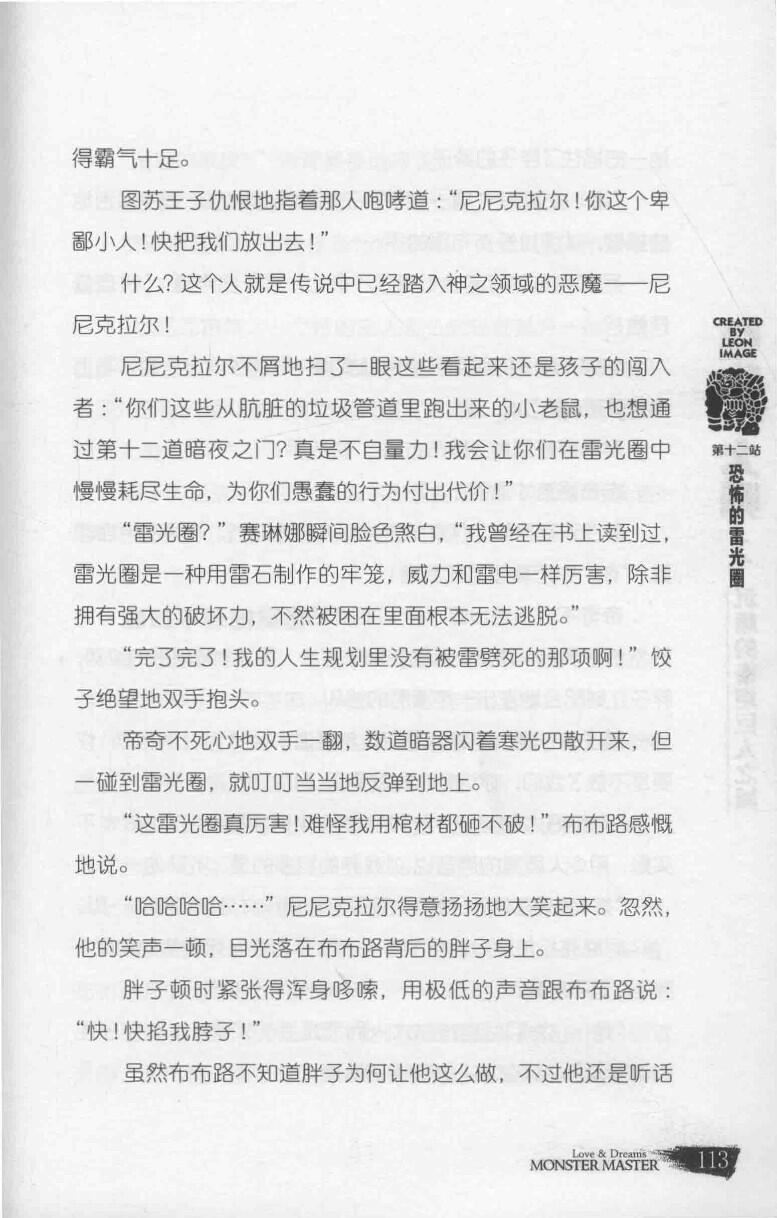 得霸气十足。
图苏王子仇恨地指着那人咆哮道：“尼尼克拉尔！你这个卑
鄙小人！快把我们放出去！”
什么？这个人就是传说中已经踏入神之领域的恶魔——尼
尼克拉尔！
尼尼克拉尔不屑地扫了一眼这些看起来还是孩子的闯入
者：“你们这些从肮脏的垃圾管道里跑出来的小老鼠，也想通
过第十二道暗夜之门？真是不自量力！我会让你们在雷光圈中
慢慢耗尽生命，为你们愚蠢的行为付出代价！”
“雷光圈？”赛琳娜瞬间脸色煞白，“我曾经在书上读到过，
雷光圈是一种用雷石制作的牢笼，威力和雷电一样厉害，除非
拥有强大的破坏力，不然被困在里面根本无法逃脱。”
“完了完了！我的人生规划里没有被雷劈死的那项啊！”饺
子绝望地双手抱头。
帝奇不死心地双手一翻，数道暗器闪着寒光四散开来，但
一碰到雷光圈，就叮叮当当地反弹到地上。
“这雷光圈真厉害！难怪我用棺材都砸不破！”布布路感慨
地说。
“哈哈哈哈……”尼尼克拉尔得意扬扬地大笑起来。忽然，
他的笑声一顿，目光落在布布路背后的胖子身上。
胖子顿时紧张得浑身哆嗦，用极低的声音跟布布路说：
“快！快掐我脖子！”
虽然布布路不知道胖子为何让他这么做，不过他还是听话
CREATED
BY
LEON
IMAGE
第十二站
恐怖的雷光圈
Love & Dreams
MONSTER MASTER
113